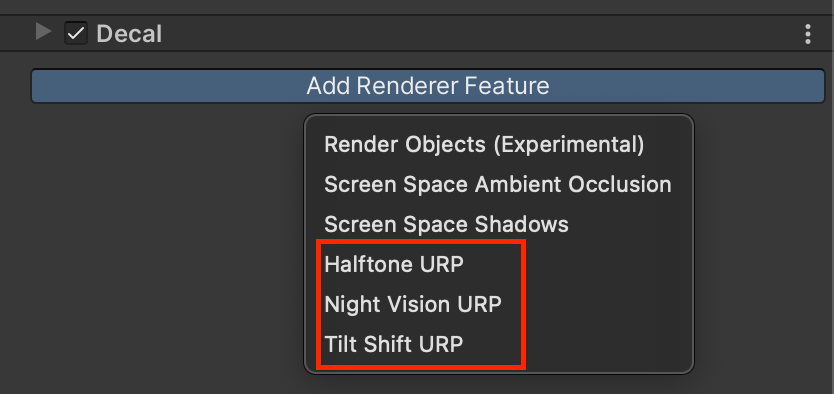 Decal
Add Renderer Feature
Render Objects (Experimental)
Screen Space Ambient Occlusion
Screen Space Shadows
Halftone URP
Night Vision URP
Tilt Shift URP